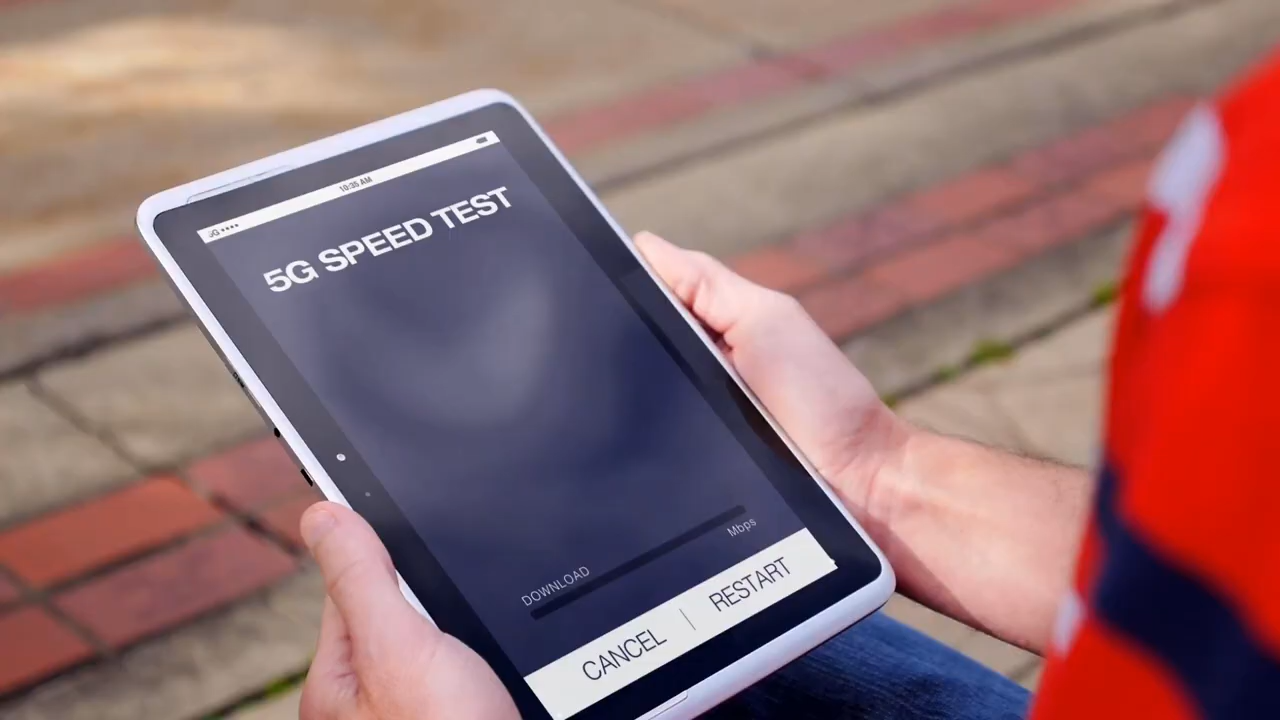 5G
10:35 AM
5G SPEED TEST
DOWNLOAD
Mbps
CANCEL | RESTART